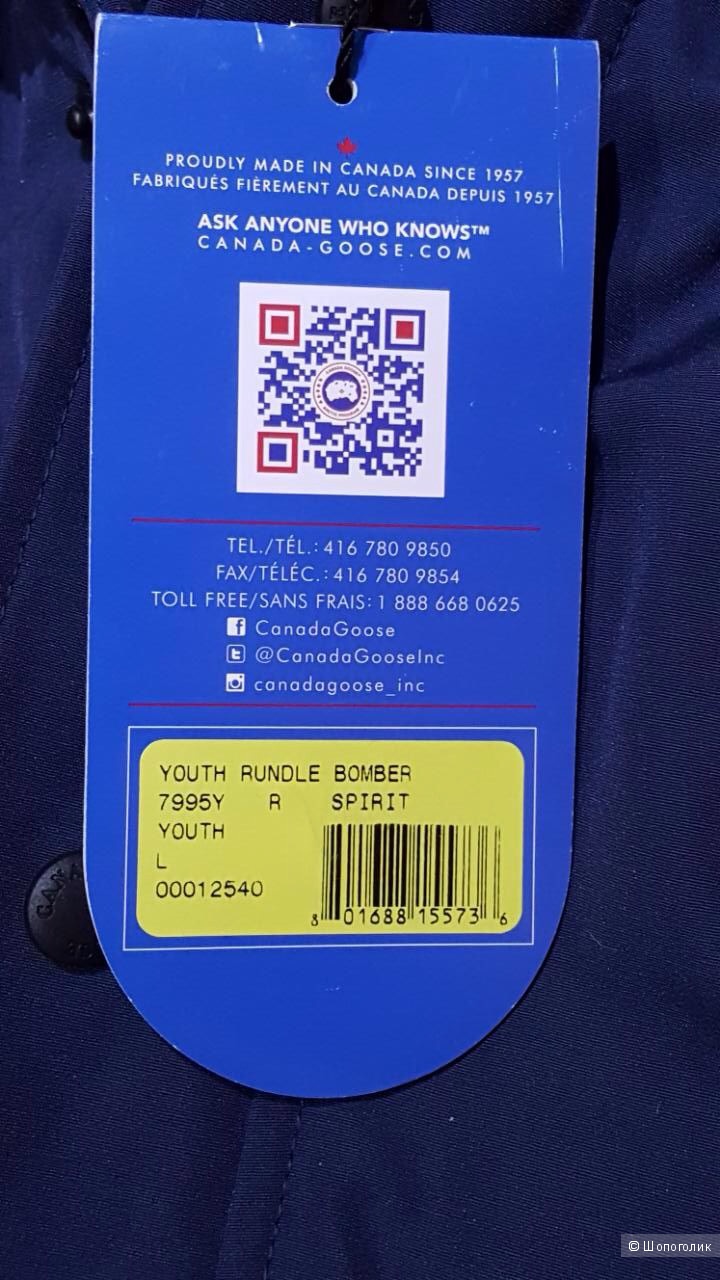 PROUDLY MADE IN CANADA SINCE 1957
FABRIQUÉS FIÈREMENT AU CANADA DEPUIS 1957
ASK ANYONE WHO KNOWS™
CANADA-GOOSE.COM
TEL./TÉL.: 416 780 9850
FAX/TÉLÉC.: 416 780 9854
TOLL FREE/SANS FRAIS: 1 888 668 0625
CanadaGoose
@CanadaGooseInc
canadagoose_inc
YOUTH RUNDLE BOMBER
7995Y R SPIRIT
YOUTH
L
00012540
8 01688 15573 6
© Шопоголик